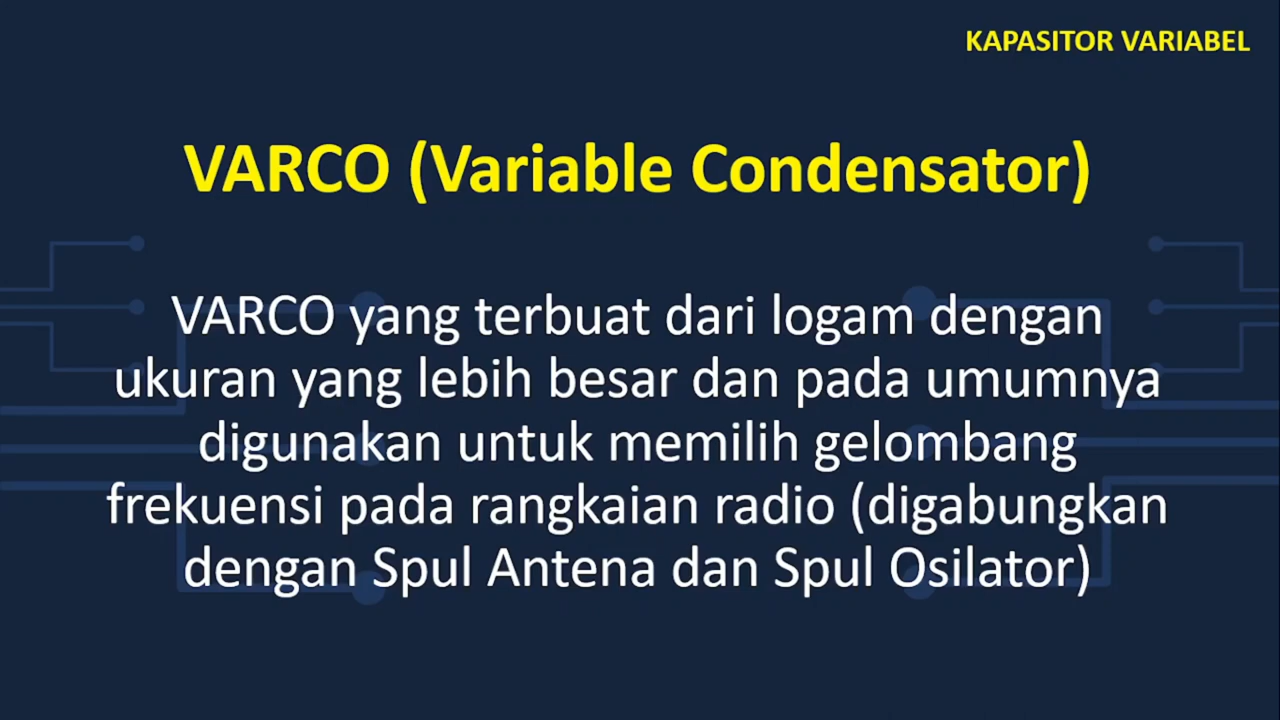 KAPASITOR VARIABEL
VARCO (Variable Condensator)
VARCO yang terbuat dari logam dengan
ukuran yang lebih besar dan pada umumnya
digunakan untuk memilih gelombang
frekuensi pada rangkaian radio (digabungkan
dengan Spul Antena dan Spul Osilator)